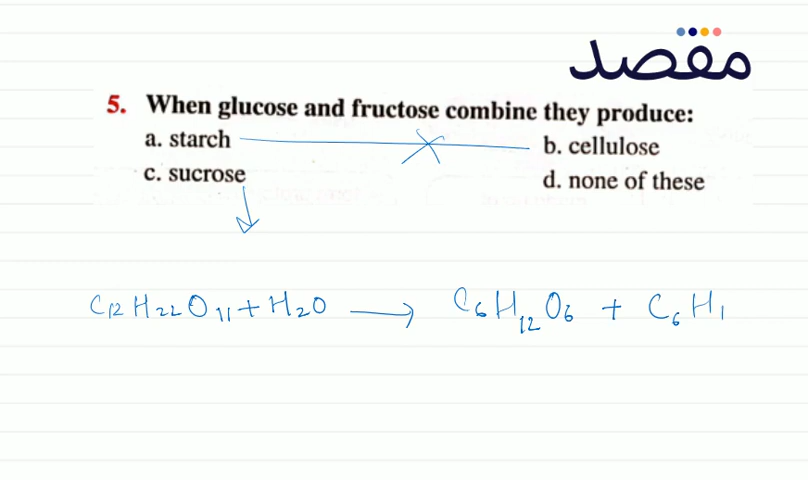 مقصد
5. When glucose and fructose combine they produce:
a. starch b. cellulose
c. sucrose d. none of these
C12H22O11 + H2O → C6H12O6 + C6H1